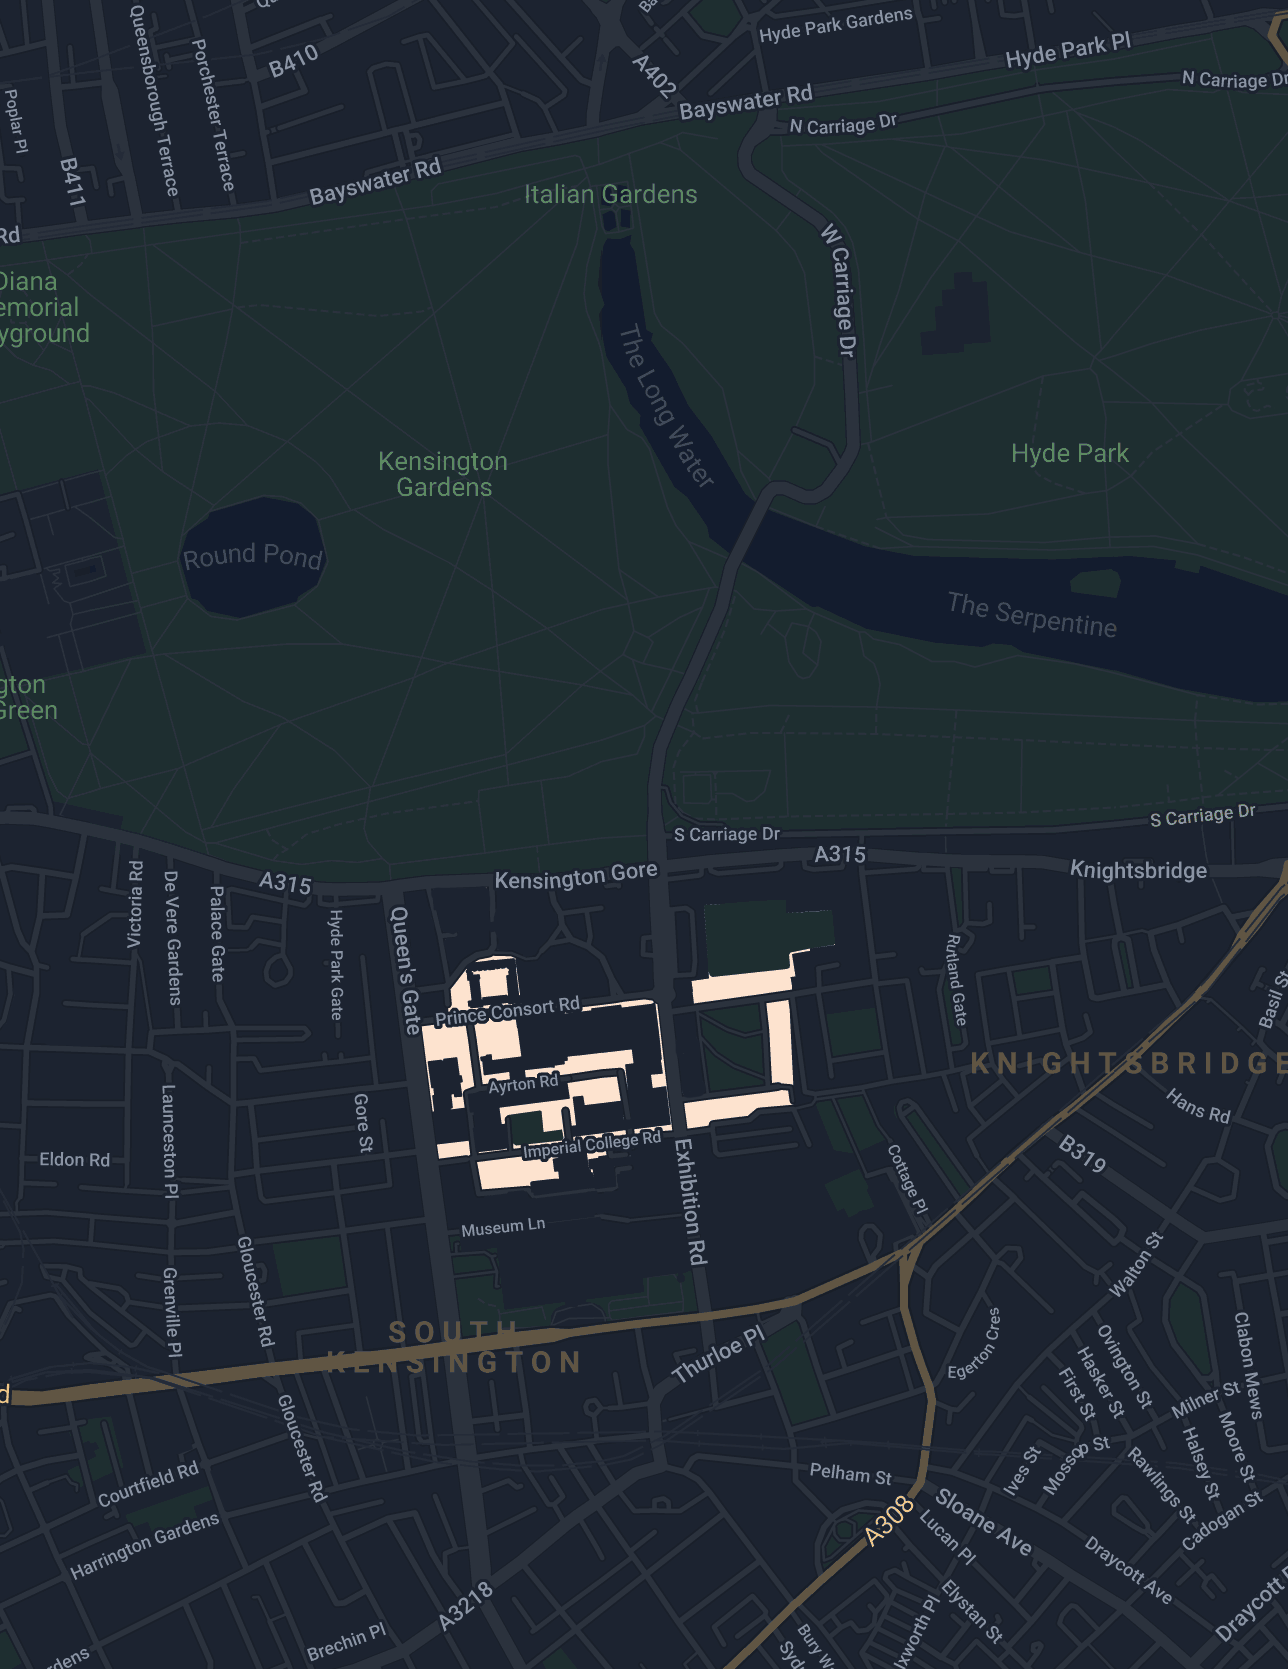 Hyde Park Gardens
B410
Hyde Park Pl
A402
Queensborough Terrace
Porchester Terrace
N Carriage Dr
Bayswater Rd
Poplar Pl
N Carriage Dr
B411
Bayswater Rd
Italian Gardens
Rd
W Carriage Dr
Diana
emorial
yground
The Long Water
Kensington
Gardens
Hyde Park
Round Pond
The Serpentine
gton
Green
S Carriage Dr
S Carriage Dr
A315
Kensington Gore
A315
Knightsbridge
Victoria Rd
De Vere Gardens
Palace Gate
Hyde Park Gate
Queen's Gate
Rutland Gate
Basil St
Prince Consort Rd
KNIGHTSBRIDGE
Ayrton Rd
Launceston Pl
Gore St
Hans Rd
Imperial College Rd
Eldon Rd
B319
Cottage Pl
Exhibition Rd
Museum Ln
Walton St
Gloucester Rd
Grenville Pl
SOUTH
KENSINGTON
Thurloe Pl
Egerton Cres
Ovington St
Hasker St
First St
Clabon Mews
Milner St
d
Gloucester Rd
Moore St
Halsey St
Mossop St
Ives St
Rawlings St
Cadogan St
Courtfield Rd
Pelham St
Sloane Ave
A308
Lucan Pl
Harrington Gardens
Draycott Ave
Elystan St
Ixworth Pl
A3218
Draycott
Brechin Pl
Bury W
Syd
rdens